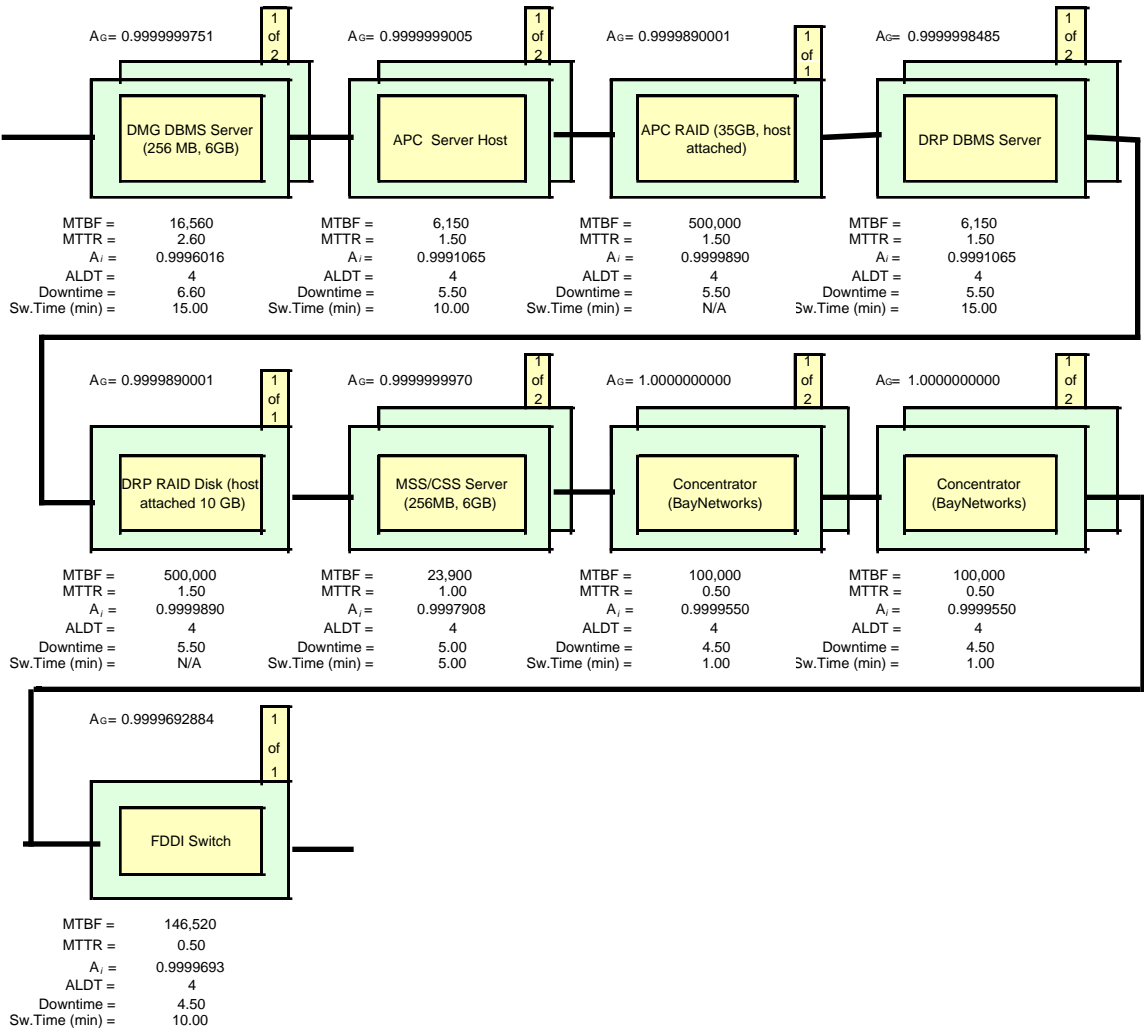 AG= 0.9999999751
1 of 2
AG= 0.9999999005
1 of 2
AG= 0.9999890001
1 of 1
AG= 0.9999998485
1 of 2
DMG DBMS Server
(256 MB, 6GB)
APC Server Host
APC RAID (35GB, host
attached)
DRP DBMS Server
MTBF = 16,560
MTTR = 2.60
Ai = 0.9996016
ALDT = 4
Downtime = 6.60
Sw.Time (min) = 15.00
MTBF = 6,150
MTTR = 1.50
Ai = 0.9991065
ALDT = 4
Downtime = 5.50
Sw.Time (min) = 10.00
MTBF = 500,000
MTTR = 1.50
Ai = 0.9999890
ALDT = 4
Downtime = 5.50
Sw.Time (min) = N/A
MTBF = 6,150
MTTR = 1.50
Ai = 0.9991065
ALDT = 4
Downtime = 5.50
Sw.Time (min) = 15.00
AG= 0.9999890001
1 of 1
AG= 0.9999999970
1 of 2
AG= 1.0000000000
1 of 2
AG= 1.0000000000
1 of 2
DRP RAID Disk (host
attached 10 GB)
MSS/CSS Server
(256MB, 6GB)
Concentrator
(BayNetworks)
Concentrator
(BayNetworks)
MTBF = 500,000
MTTR = 1.50
Ai = 0.9999890
ALDT = 4
Downtime = 5.50
Sw.Time (min) = N/A
MTBF = 23,900
MTTR = 1.00
Ai = 0.9997908
ALDT = 4
Downtime = 5.00
Sw.Time (min) = 5.00
MTBF = 100,000
MTTR = 0.50
Ai = 0.9999550
ALDT = 4
Downtime = 4.50
Sw.Time (min) = 1.00
MTBF = 100,000
MTTR = 0.50
Ai = 0.9999550
ALDT = 4
Downtime = 4.50
Sw.Time (min) = 1.00
AG= 0.9999692884
1 of 1
FDDI Switch
MTBF = 146,520
MTTR = 0.50
Ai = 0.9999693
ALDT = 4
Downtime = 4.50
Sw.Time (min) = 10.00